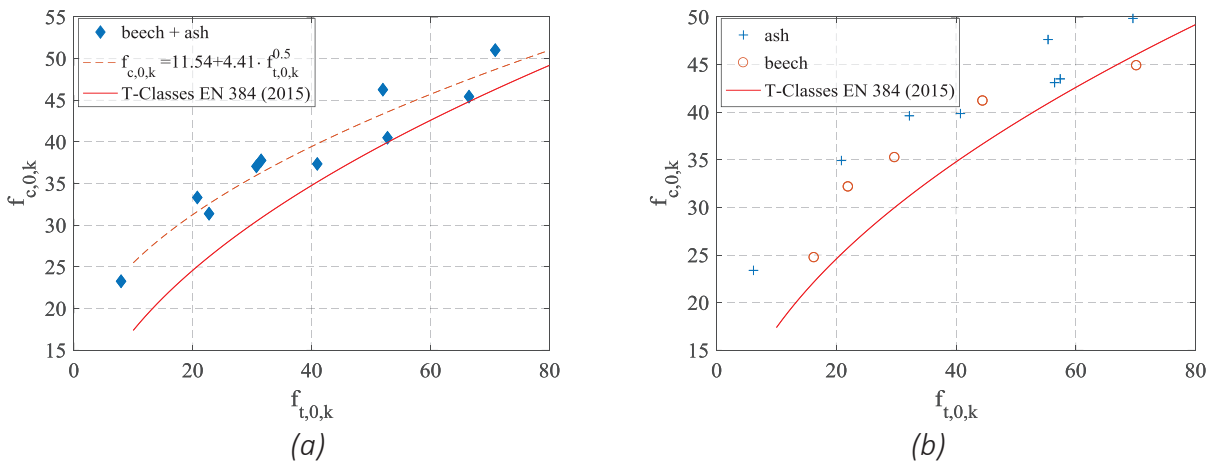 55
50
45
40
35
30
25
20
15
f_c,0,k
beech + ash
f_c,0,k =11.54+4.41· f_t,0,k^0.5
T-Classes EN 384 (2015)
0 20 40 60 80
f_t,0,k
(a)
50
45
40
35
30
25
20
15
f_c,0,k
ash
beech
T-Classes EN 384 (2015)
0 20 40 60 80
f_t,0,k
(b)